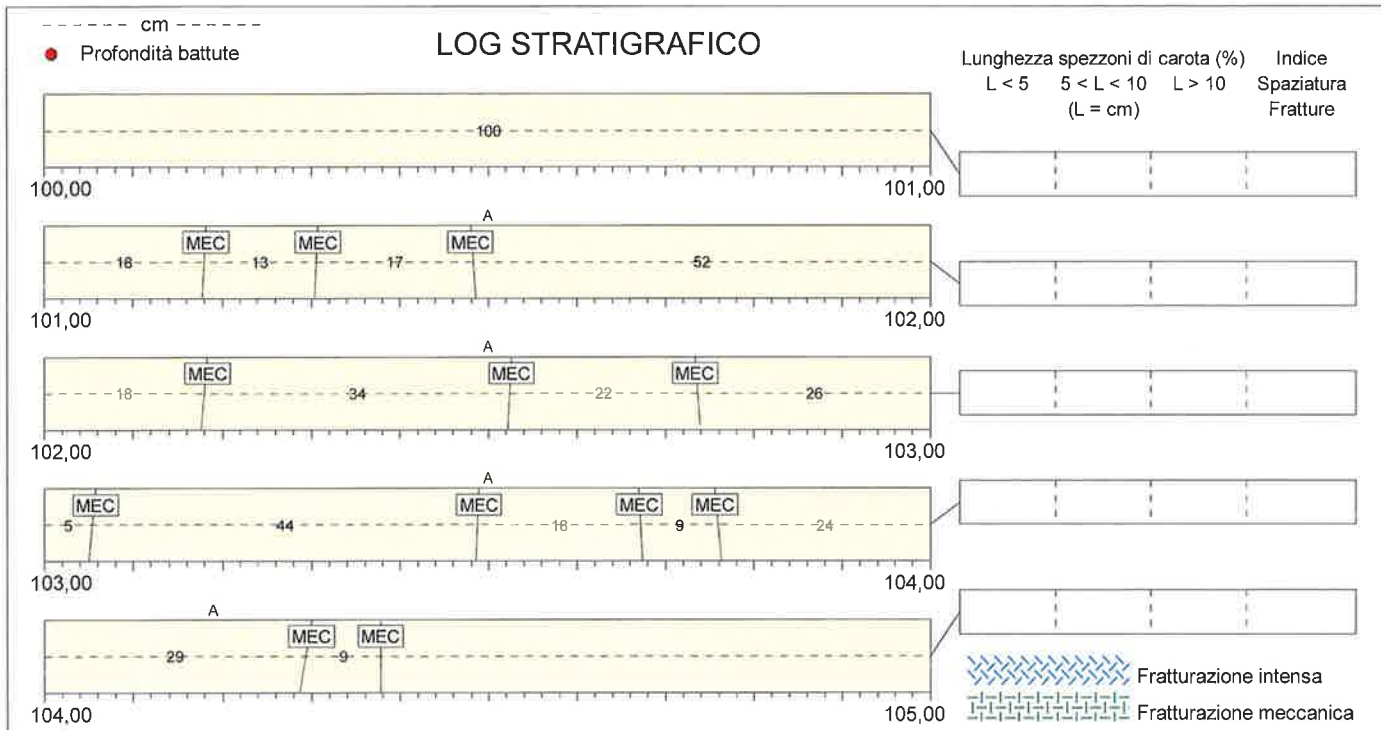 cm
Profondità battute
LOG STRATIGRAFICO
Lunghezza spezzoni di carota (%) Indice
L < 5 5 < L < 10 L > 10 Spaziatura
(L = cm) Fratture
100
100,00 101,00
A
MEC MEC MEC
18 13 17 52
101,00 102,00
A
MEC MEC MEC
18 34 22 26
102,00 103,00
A
MEC MEC MEC MEC
5 44 18 9 24
103,00 104,00
A
MEC MEC
29 9
104,00 105,00
Fratturazione intensa
Fratturazione meccanica